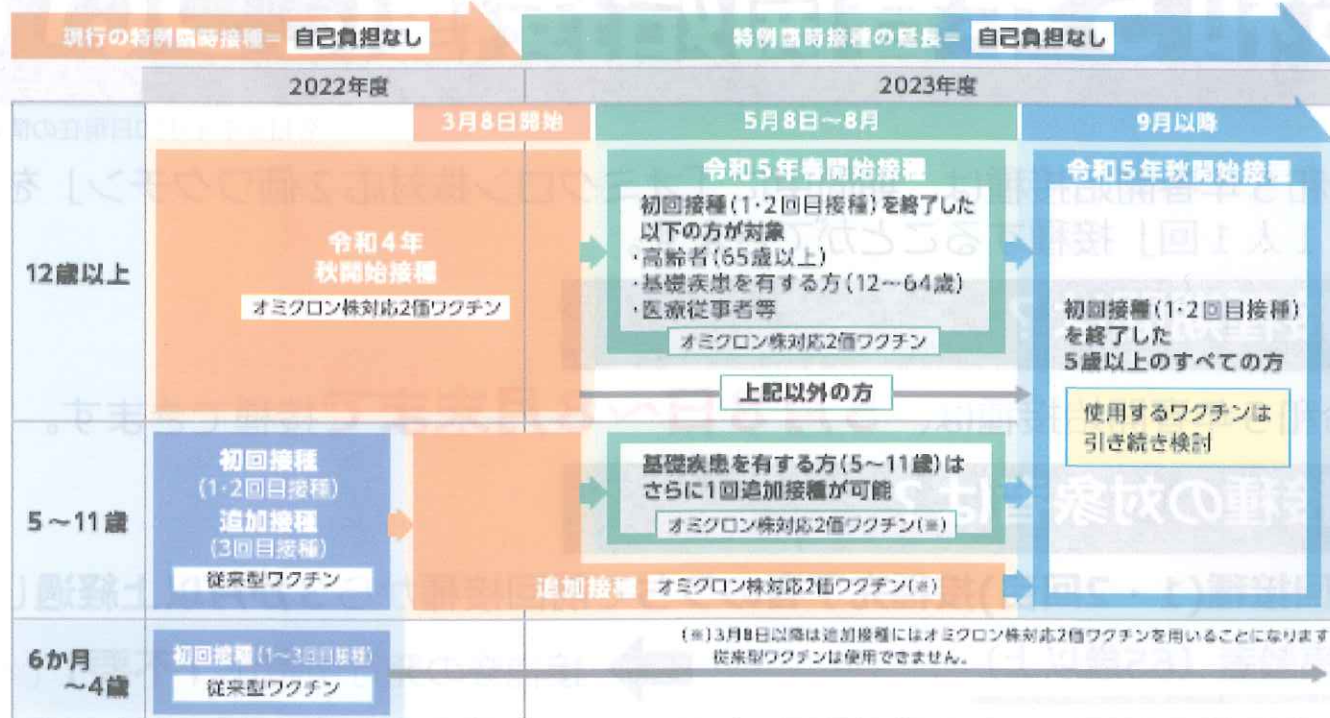 現行の特例臨時接種= 自己負担なし
特例臨時接種の延長= 自己負担なし
2022年度
2023年度
3月8日開始
5月8日～8月
9月以降
12歳以上
令和4年
秋開始接種
オミクロン株対応2価ワクチン
令和5年春開始接種
初回接種(1・2回目接種)を終了した
以下の方が対象
・高齢者(65歳以上)
・基礎疾患を有する方(12～64歳)
・医療従事者等
オミクロン株対応2価ワクチン
上記以外の方
令和5年秋開始接種
初回接種(1・2回目接種)
を終了した
5歳以上のすべての方
使用するワクチンは
引き続き検討
5～11歳
初回接種
(1・2回目接種)
追加接種
(3回目接種)
従来型ワクチン
基礎疾患を有する方(5～11歳)は
さらに1回追加接種が可能
オミクロン株対応2価ワクチン(※)
追加接種 オミクロン株対応2価ワクチン(※)
(※)3月8日以降は追加接種にはオミクロン株対応2価ワクチンを用いることになります
従来型ワクチンは使用できません。
6か月
～4歳
初回接種(1～3回目接種)
従来型ワクチン